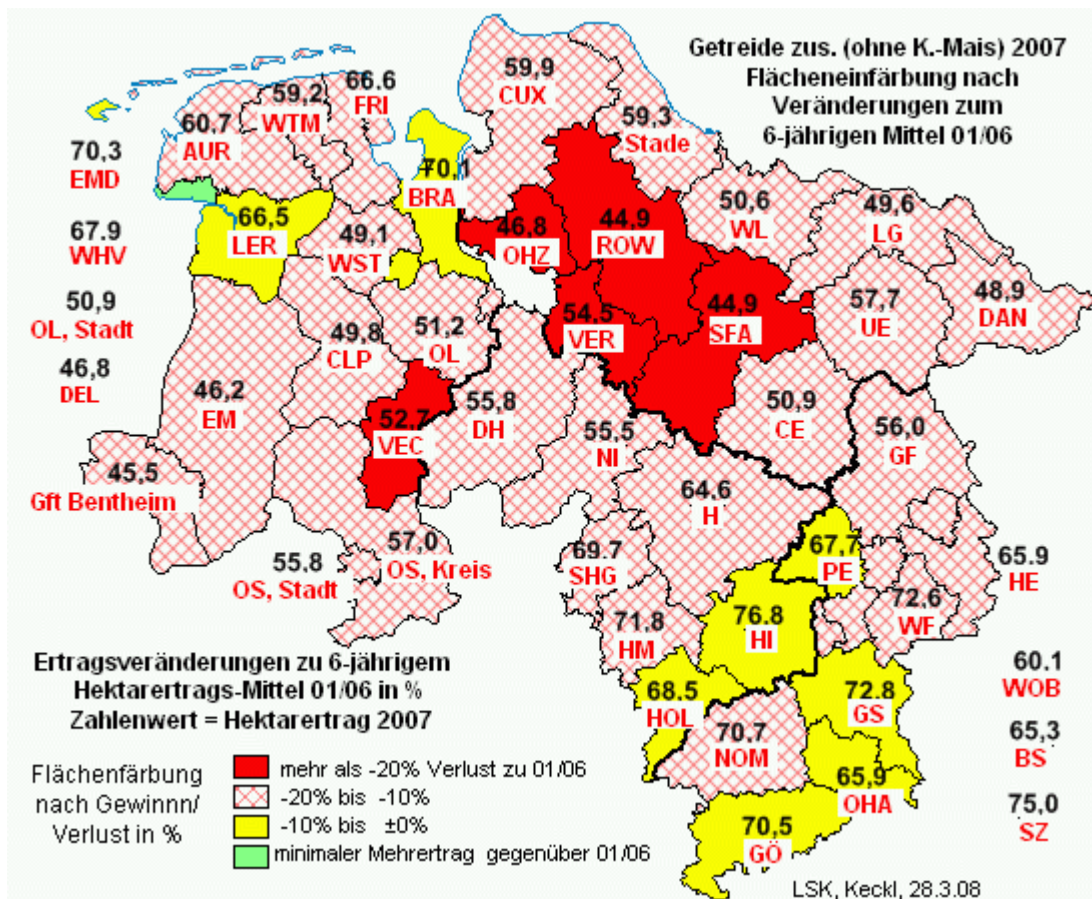 Getreide zus. (ohne K.-Mais) 2007
Flächeneinfärbung nach
Veränderungen zum
6-jährigen Mittel 01/06
59,9
CUX
66.6
FRI
59,2
WTM
60,7
AUR
59.3
Stade
70.3
EMD
70,1
BRA
66,5
LER
67.9
WHV
49,1
WST
46,8
OHZ
44,9
ROW
50,6
WL
49,6
LG
50,9
OL, Stadt
49,8
CLP
51,2
OL
54,5
VER
44,9
SFA
57,7
UE
48,9
DAN
46,8
DEL
46,2
EM
52,7
VEC
55,8
DH
55,5
NI
50,9
CE
56,0
GF
45,5
Gft Bentheim
64,6
H
55.8
OS, Stadt
57,0
OS, Kreis
69.7
SHG
67,7
PE
65.9
HE
71,8
HM
76.8
HI
72,6
WF
60.1
WOB
68.5
HOL
72.8
GS
70.7
NOM
65,3
BS
65,9
OHA
75,0
SZ
70,5
GÖ
Ertragsveränderungen zu 6-jährigem
Hektarertrags-Mittel 01/06 in %
Zahlenwert = Hektarertrag 2007
Flächenfärbung
nach Gewinnn/
Verlust in %
mehr als -20% Verlust zu 01/06
-20% bis -10%
-10% bis ±0%
minimaler Mehrertrag gegenüber 01/06
LSK, Keckl, 28.3.08